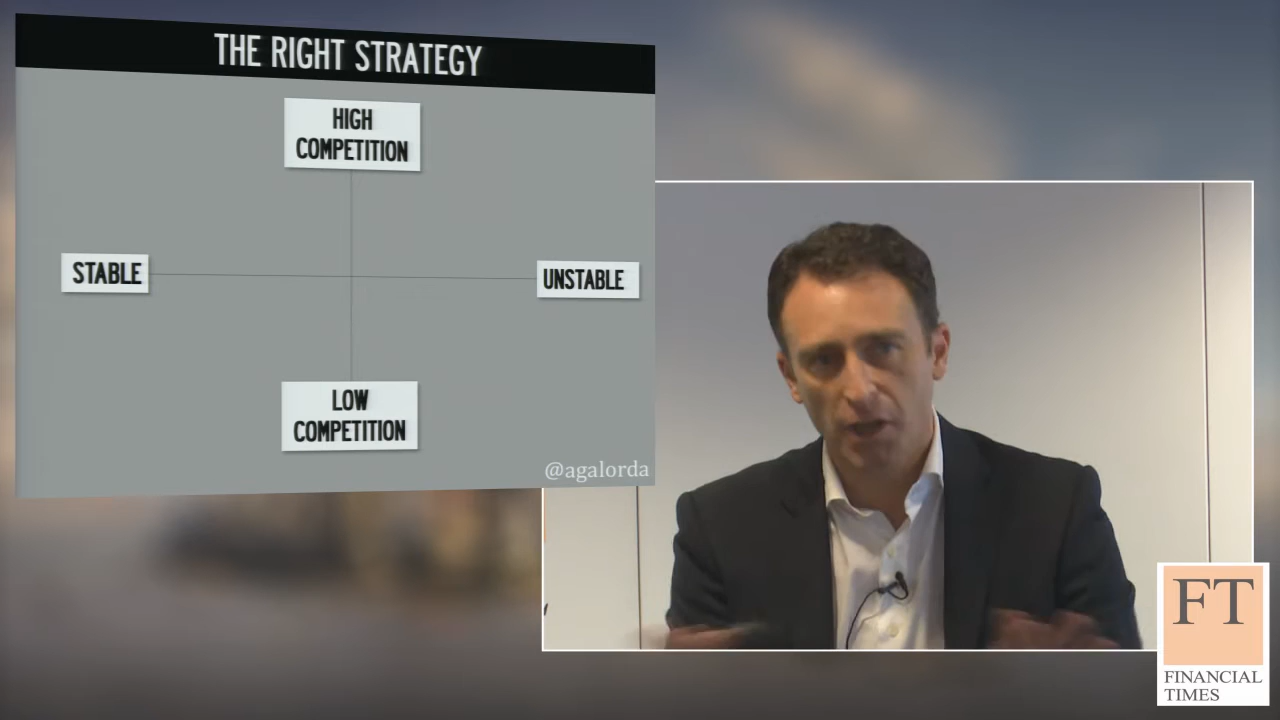 THE RIGHT STRATEGY
HIGH
COMPETITION
STABLE
UNSTABLE
LOW
COMPETITION
@agalorda
FT
FINANCIAL
TIMES